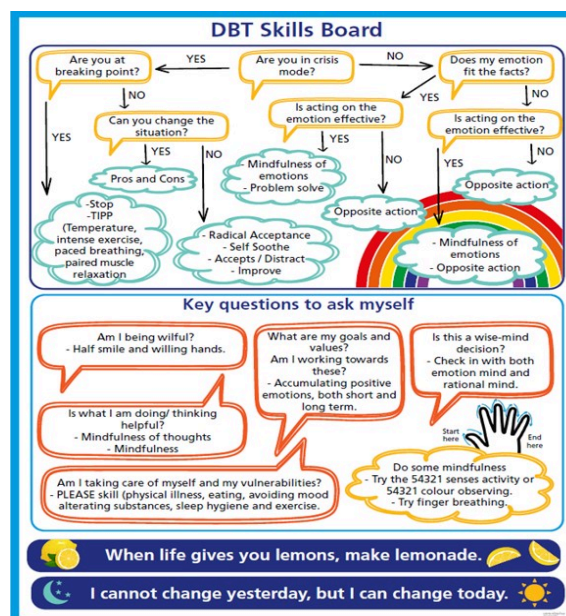 DBT Skills Board
Are you at
breaking point?
YES
Are you in crisis
mode?
NO
Does my emotion
fit the facts?
NO
YES
NO
YES
Can you change the
situation?
Is acting on the
emotion effective?
Is acting on the
emotion effective?
YES
NO
YES
NO
YES
NO
Pros and Cons
Mindfulness of
emotions
- Problem solve
Opposite action
Opposite action
-Stop
-TIPP
(Temperature,
intense exercise,
paced breathing,
paired muscle
relaxation
- Radical Acceptance
- Self Soothe
- Accepts / Distract
- Improve
- Mindfulness of
emotions
- Opposite action
Key questions to ask myself
Am I being wilful?
- Half smile and willing hands.
What are my goals and
values?
Am I working towards
these?
- Accumulating positive
emotions, both short and
long term.
Is this a wise-mind
decision?
- Check in with both
emotion mind and
rational mind.
Is what I am doing/ thinking
helpful?
- Mindfulness of thoughts
- Mindfulness
Start
here
End
here
Am I taking care of myself and my vulnerabilities?
- PLEASE skill (physical illness, eating, avoiding mood
alterating substances, sleep hygiene and exercise.
Do some mindfulness
- Try the 54321 senses activity or
54321 colour observing.
- Try finger breathing.
When life gives you lemons, make lemonade.
I cannot change yesterday, but I can change today.